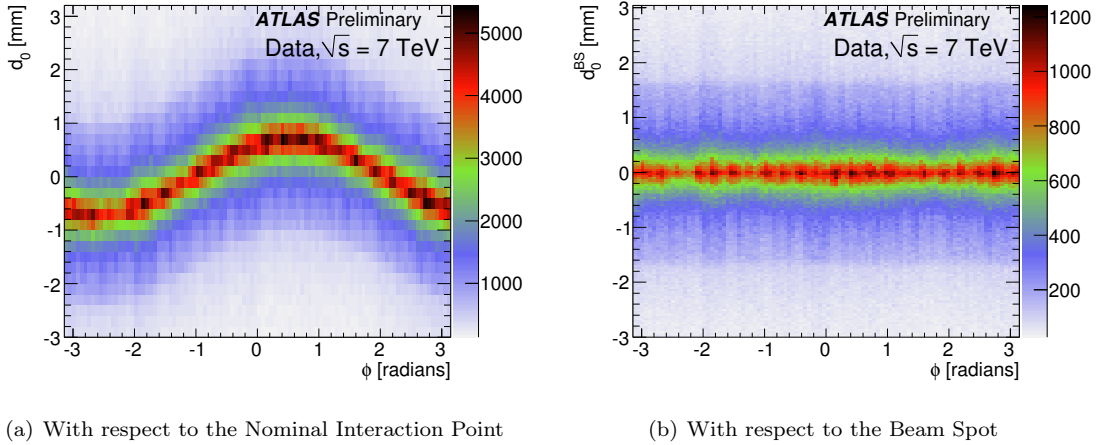 ATLAS Preliminary
Data,√s = 7 TeV
d₀ [mm]
3
2
1
0
-1
-2
-3
-3 -2 -1 0 1 2 3
ϕ [radians]
5000
4000
3000
2000
1000
(a) With respect to the Nominal Interaction Point
ATLAS Preliminary
Data,√s = 7 TeV
d₀ᴮˢ [mm]
3
2
1
0
-1
-2
-3
-3 -2 -1 0 1 2 3
ϕ [radians]
1200
1000
800
600
400
200
(b) With respect to the Beam Spot